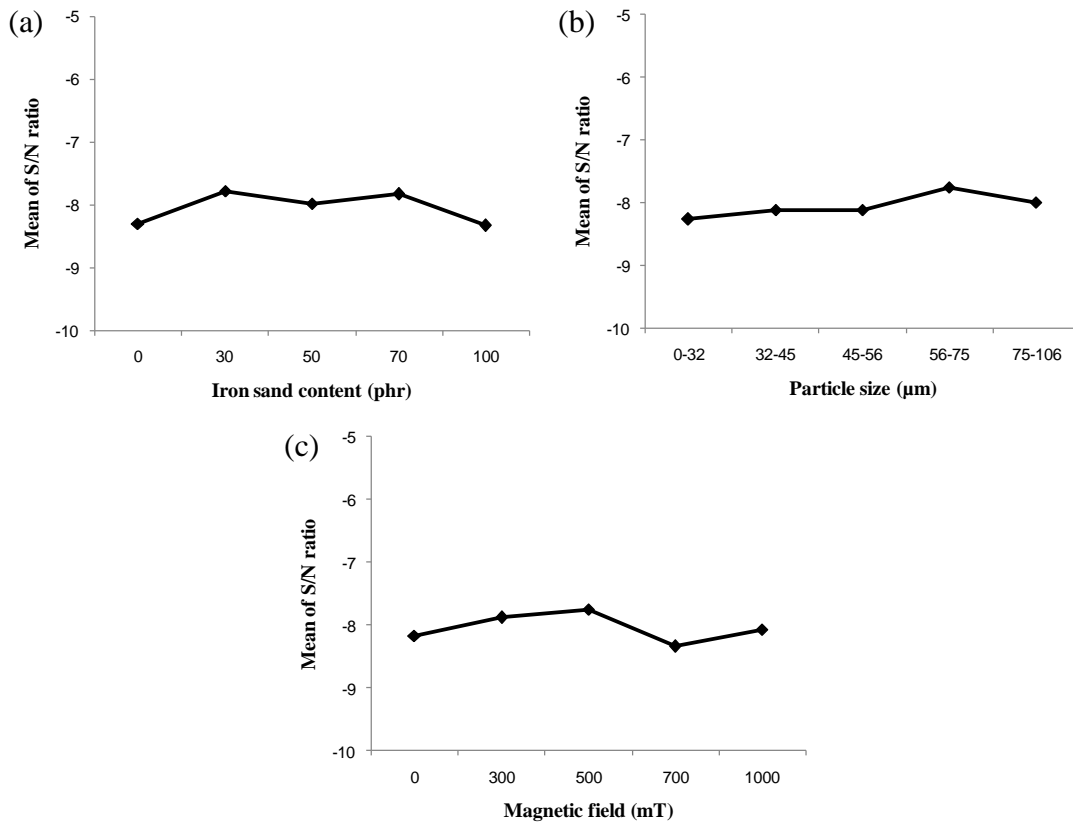 (a)
Mean of S/N ratio
-5
-6
-7
-8
-9
-10
0 30 50 70 100
Iron sand content (phr)
(b)
Mean of S/N ratio
-5
-6
-7
-8
-9
-10
0-32 32-45 45-56 56-75 75-106
Particle size (µm)
(c)
Mean of S/N ratio
-5
-6
-7
-8
-9
-10
0 300 500 700 1000
Magnetic field (mT)